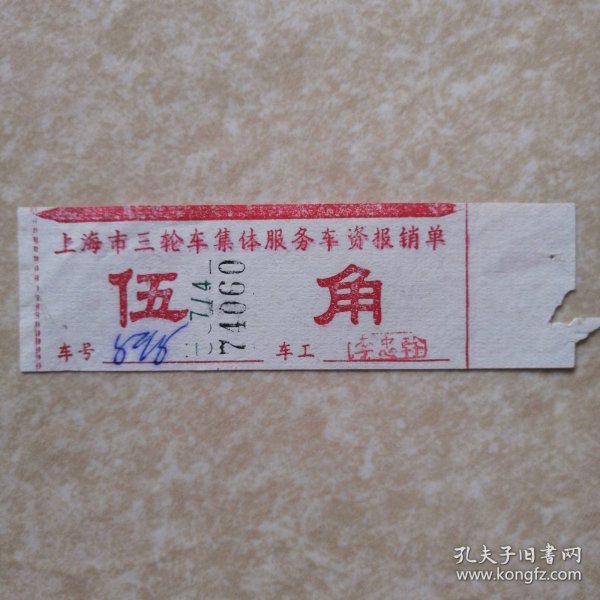 上海市三轮车集体服务车资报销单
伍 角
7/4
74060
车号 898 车工
孔夫子旧书网
www.kongfz.com